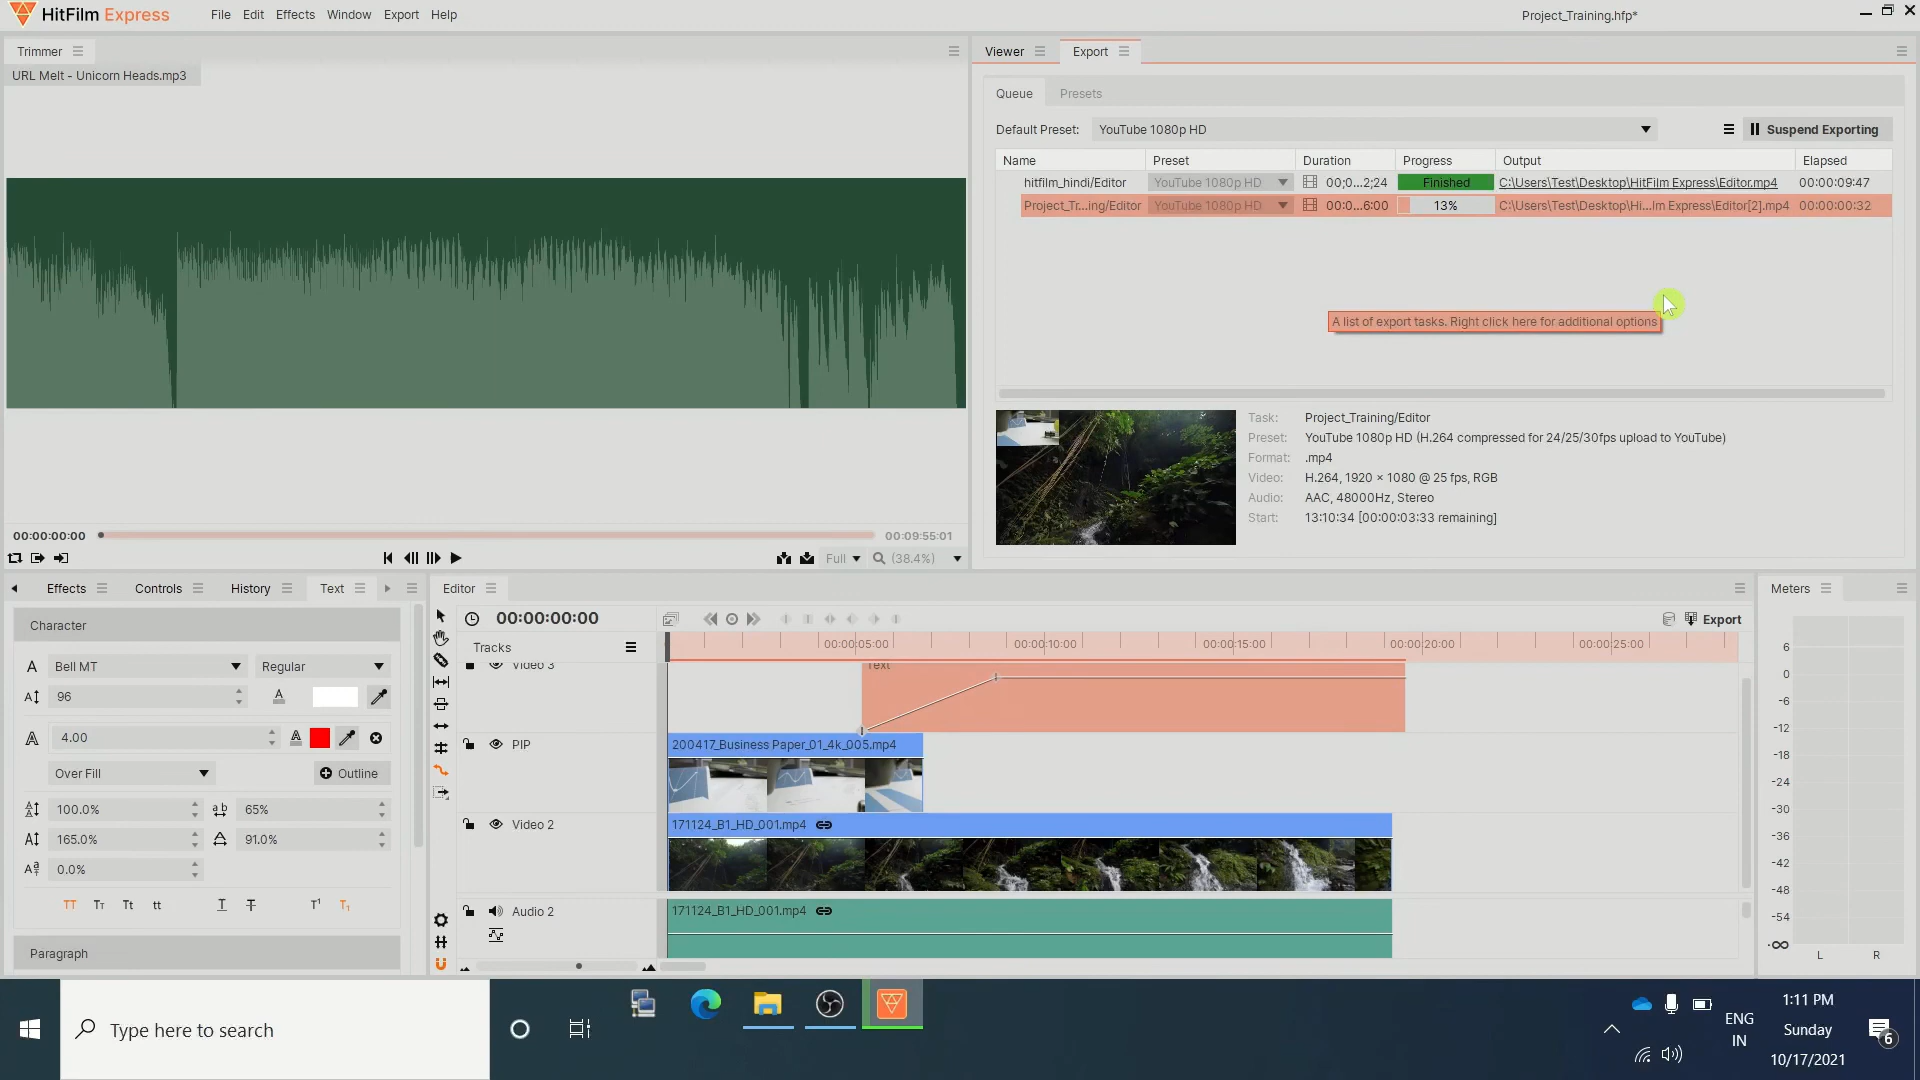 HitFilm Express
File Edit Effects Window Export Help
Project_Training.hfp*
Trimmer
URL Melt - Unicorn Heads.mp3
00:00:00:00
00:09:55:01
Full
(38.4%)
Viewer
Export
Queue
Presets
Default Preset: YouTube 1080p HD
Suspend Exporting
Name Preset Duration Progress Output Elapsed
hitfilm_hindi/Editor YouTube 1080p HD 00;0...2;24 Finished C:\Users\Test\Desktop\HitFilm Express\Editor.mp4 00:00:09:47
Project_Tr...ing/Editor YouTube 1080p HD 00:0...6:00 13% C:\Users\Test\Desktop\Hi...lm Express\Editor[2].mp4 00:00:00:32
A list of export tasks. Right click here for additional options
Task: Project_Training/Editor
Preset: YouTube 1080p HD (H.264 compressed for 24/25/30fps upload to YouTube)
Format: .mp4
Video: H.264, 1920 × 1080 @ 25 fps, RGB
Audio: AAC, 48000Hz, Stereo
Start: 13:10:34 [00:00:03:33 remaining]
Effects
Controls
History
Text
Character
A Bell MT Regular
96
4.00
Over Fill
Outline
100.0% a b 65%
165.0% 91.0%
0.0%
TT Tt Tt tt T T T¹ T₁
Paragraph
Editor
00:00:00:00
Export
Tracks
00:00:05:00 00:00:10:00 00:00:15:00 00:00:20:00 00:00:25:00
Video 3
Text
PIP
200417_Business Paper_01_4k_005.mp4
Video 2
171124_B1_HD_001.mp4
Audio 2
171124_B1_HD_001.mp4
Meters
6
0
-6
-12
-18
-24
-30
-36
-42
-48
-54
-∞
L R
Type here to search
ENG
IN
1:11 PM
Sunday
10/17/2021
6